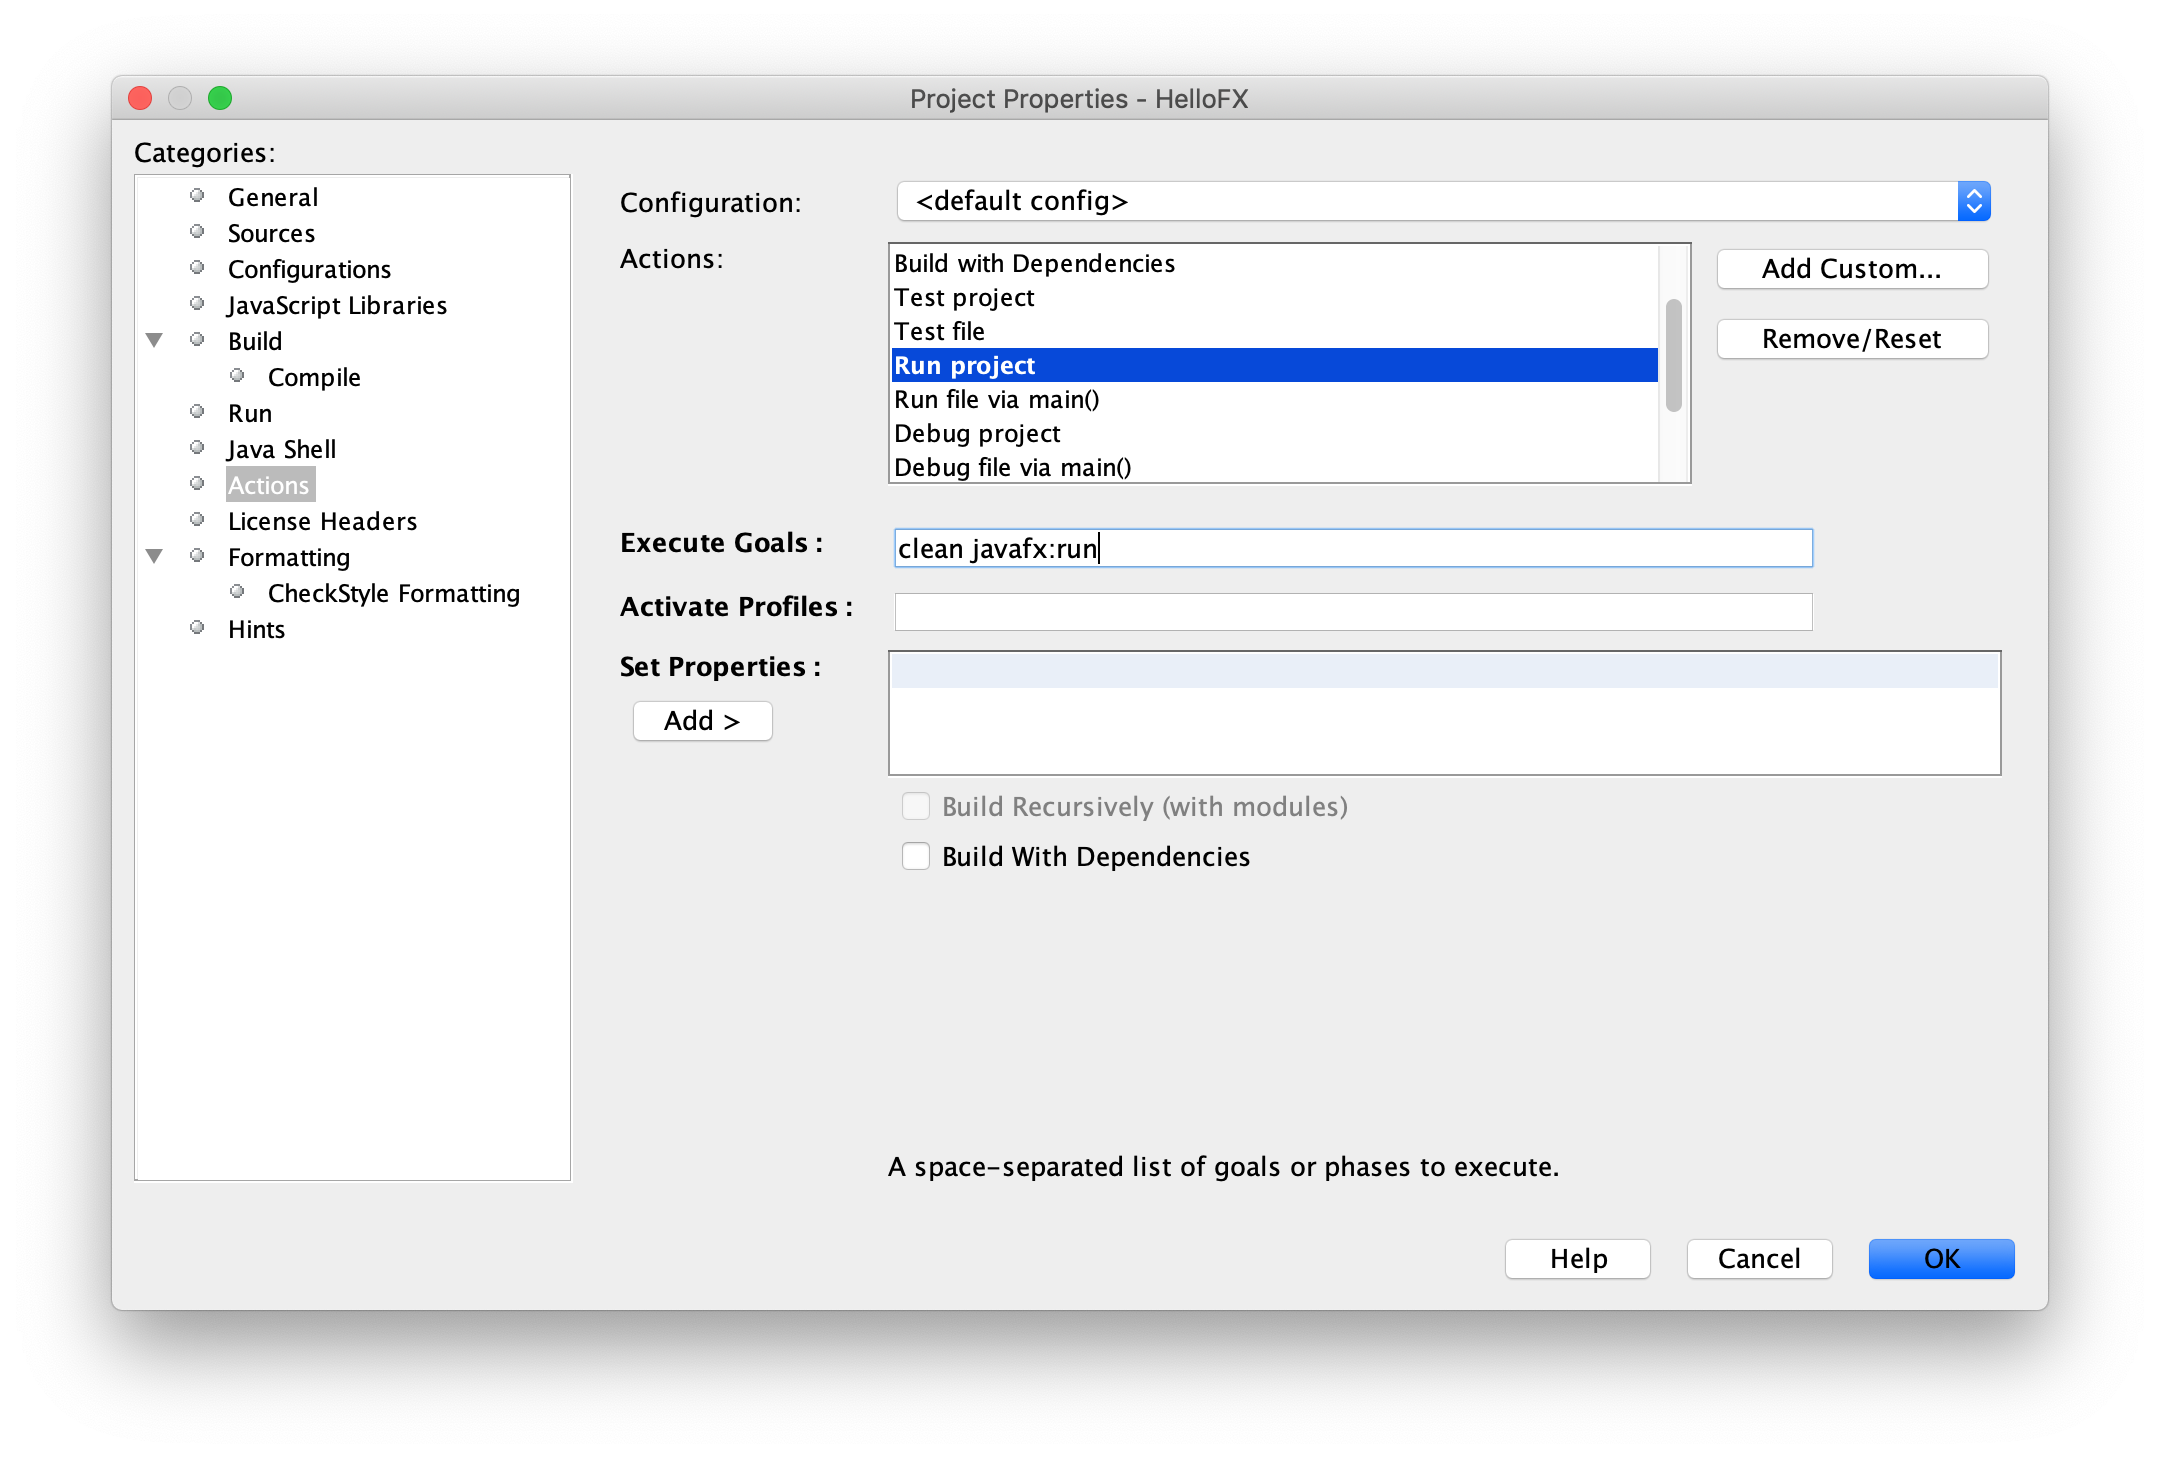 Project Properties - HelloFX
Categories:
General
Sources
Configurations
JavaScript Libraries
Build
Compile
Run
Java Shell
Actions
License Headers
Formatting
CheckStyle Formatting
Hints
Configuration:
<default config>
Actions:
Build with Dependencies
Test project
Test file
Run project
Run file via main()
Debug project
Debug file via main()
Add Custom...
Remove/Reset
Execute Goals :
clean javafx:run
Activate Profiles :
Set Properties :
Add >
Build Recursively (with modules)
Build With Dependencies
A space-separated list of goals or phases to execute.
Help
Cancel
OK